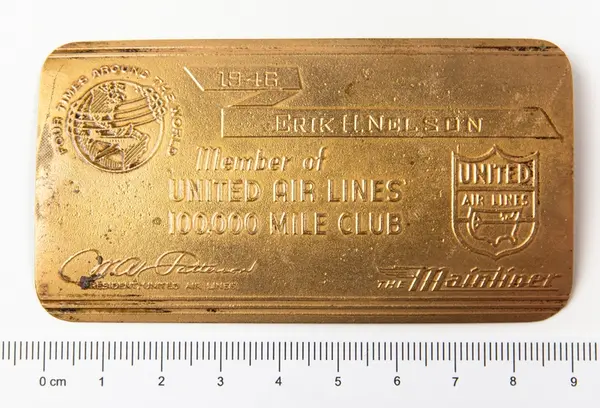 FOUR TIMES AROUND THE WORLD
1946
ERIK H. NELSON
Member of
UNITED AIR LINES
100,000 MILE CLUB
UNITED
AIR LINES
W A Patterson
PRESIDENT-UNITED AIR LINES
THE Mainliner
0 cm 1 2 3 4 5 6 7 8 9